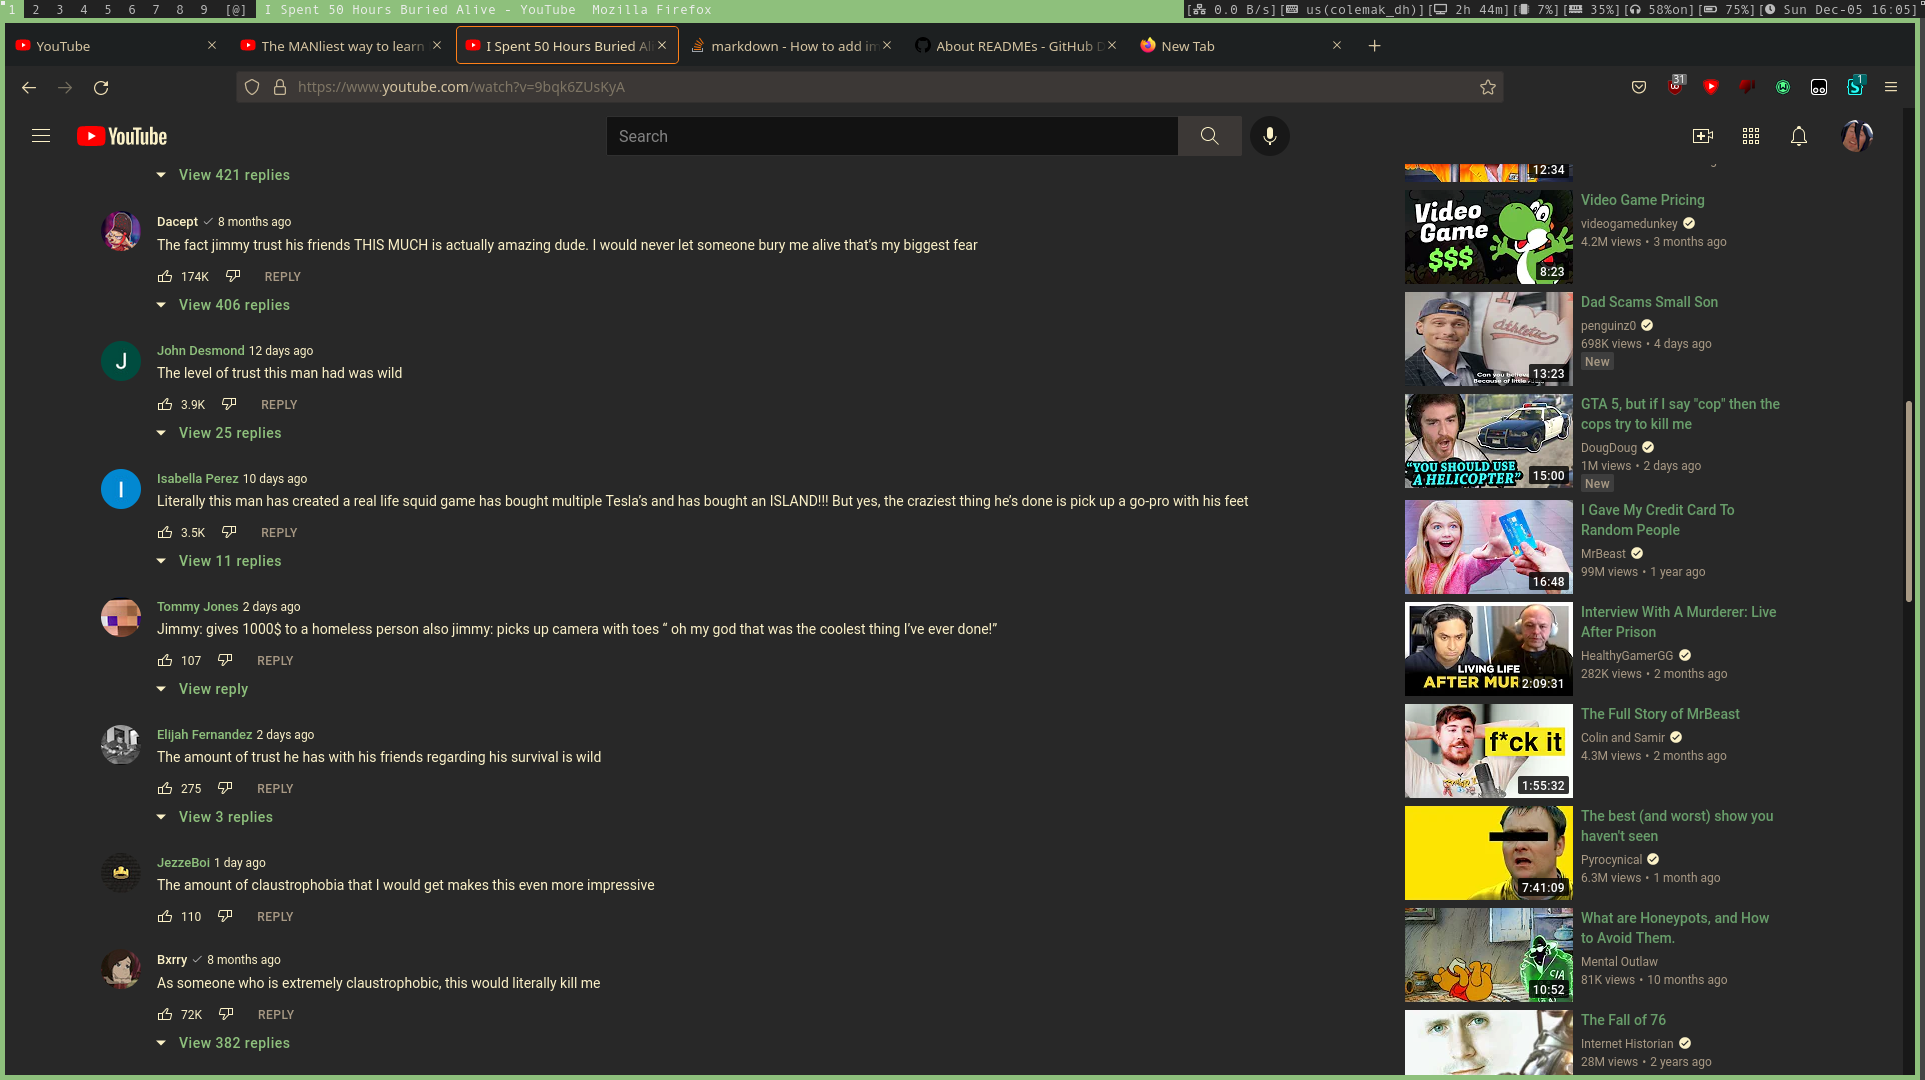 1 2 3 4 5 6 7 8 9 [@] I Spent 50 Hours Buried Alive - YouTube Mozilla Firefox
[ 0.0 B/s][ us(colemak_dh)][ 2h 44m][ 7%][ 35%][ 58%on][ 75%][ Sun Dec-05 16:05]
YouTube
The MANliest way to learn
I Spent 50 Hours Buried Ali
markdown - How to add im
About READMEs - GitHub D
New Tab
https://www.youtube.com/watch?v=9bqk6ZUsKyA
31
1
YouTube
Search
View 421 replies
Dacept 8 months ago
The fact jimmy trust his friends THIS MUCH is actually amazing dude. I would never let someone bury me alive that's my biggest fear
174K REPLY
View 406 replies
John Desmond 12 days ago
The level of trust this man had was wild
3.9K REPLY
View 25 replies
Isabella Perez 10 days ago
Literally this man has created a real life squid game has bought multiple Tesla's and has bought an ISLAND!!! But yes, the craziest thing he's done is pick up a go-pro with his feet
3.5K REPLY
View 11 replies
Tommy Jones 2 days ago
Jimmy: gives 1000$ to a homeless person also jimmy: picks up camera with toes “ oh my god that was the coolest thing I've ever done!”
107 REPLY
View reply
Elijah Fernandez 2 days ago
The amount of trust he has with his friends regarding his survival is wild
275 REPLY
View 3 replies
JezzeBoi 1 day ago
The amount of claustrophobia that I would get makes this even more impressive
110 REPLY
Bxrry 8 months ago
As someone who is extremely claustrophobic, this would literally kill me
72K REPLY
View 382 replies
12:34
Video Game $$$
8:23
Video Game Pricing
videogamedunkey
4.2M views • 3 months ago
Athletic
13:23
Dad Scams Small Son
penguinz0
698K views • 4 days ago
New
"YOU SHOULD USE
A HELICOPTER"
15:00
GTA 5, but if I say "cop" then the
cops try to kill me
DougDoug
1M views • 2 days ago
New
16:48
I Gave My Credit Card To
Random People
MrBeast
99M views • 1 year ago
LIVING LIFE
AFTER MUR
2:09:31
Interview With A Murderer: Live
After Prison
HealthyGamerGG
282K views • 2 months ago
f*ck it
1:55:32
The Full Story of MrBeast
Colin and Samir
4.3M views • 2 months ago
7:41:09
The best (and worst) show you
haven't seen
Pyrocynical
6.3M views • 1 month ago
CIA
10:52
What are Honeypots, and How
to Avoid Them.
Mental Outlaw
81K views • 10 months ago
The Fall of 76
Internet Historian
28M views • 2 years ago